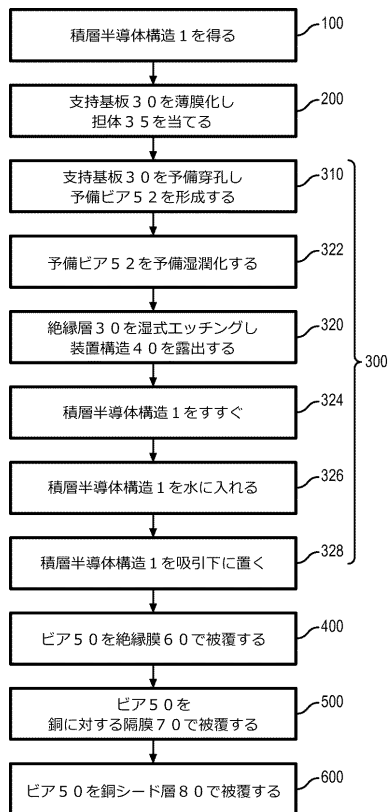 積層半導体構造1を得る
100
支持基板30を薄膜化し
担体35を当てる
200
支持基板30を予備穿孔し
予備ビア52を形成する
310
予備ビア52を予備湿潤化する
322
絶縁層30を湿式エッチングし
装置構造40を露出する
320
300
積層半導体構造1をすすぐ
324
積層半導体構造1を水に入れる
326
積層半導体構造1を吸引下に置く
328
ビア50を絶縁膜60で被覆する
400
ビア50を
銅に対する隔膜70で被覆する
500
ビア50を銅シード層80で被覆する
600